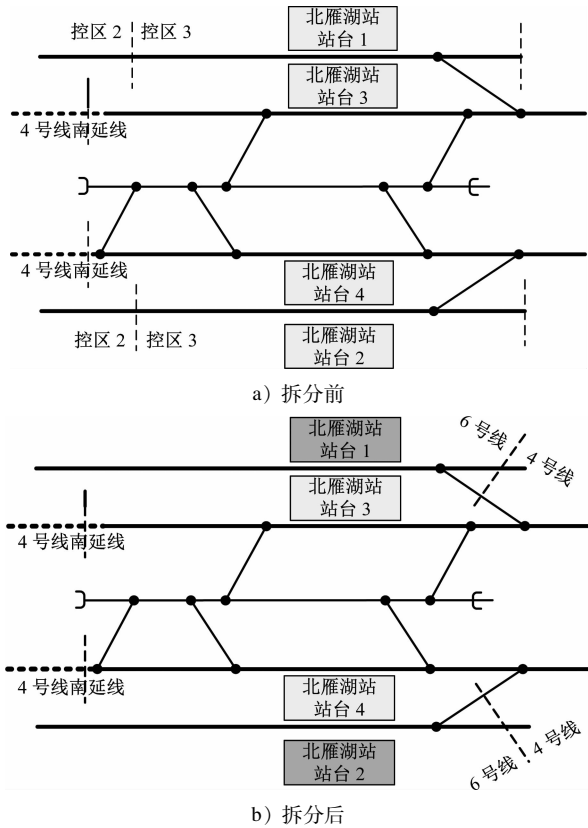 控区 2 控区 3
北雁湖站
站台 1
北雁湖站
站台 3
4 号线南延线
4 号线南延线
北雁湖站
站台 4
控区 2 控区 3
北雁湖站
站台 2
a）拆分前
北雁湖站
站台 1
6 号线
4 号线
北雁湖站
站台 3
4 号线南延线
4 号线南延线
北雁湖站
站台 4
北雁湖站
站台 2
6 号线
4 号线
b）拆分后